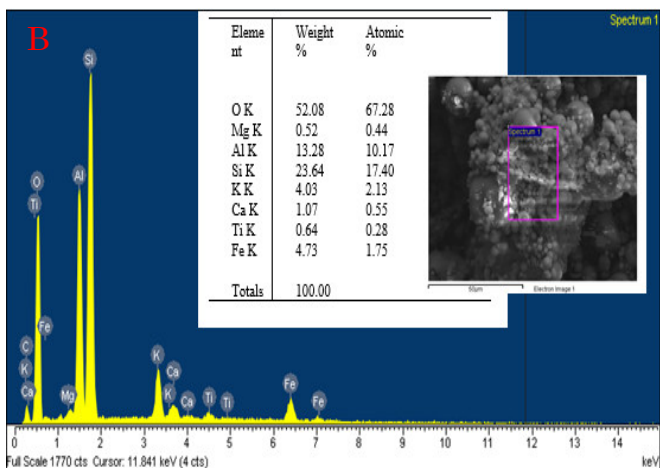 Spectrum 1
B
Eleme
nt Weight
% Atomic
%
O K 52.08 67.28
Mg K 0.52 0.44
Al K 13.28 10.17
Si K 23.64 17.40
K K 4.03 2.13
Ca K 1.07 0.55
Ti K 0.64 0.28
Fe K 4.73 1.75
Totals 100.00
Spectrum 1
50µm Electron Image 1
Si
O
Ti
Al
Fe
C
K
Ca
Mg
K
K
Ca
Ca
Ti
Ti
Fe
Fe
0 1 2 3 4 5 6 7 8 9 10 11 12 13 14
Full Scale 1770 cts Cursor: 11.841 keV (4 cts) keV